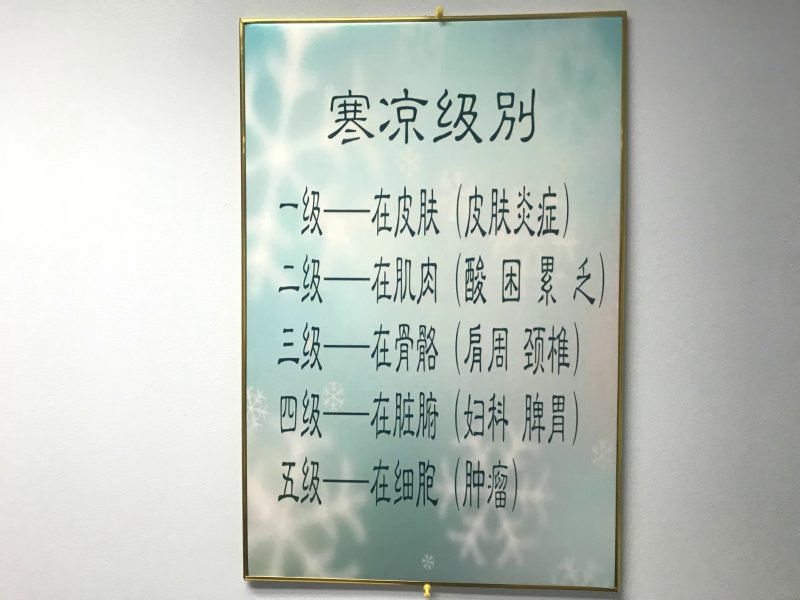 寒凉级别
一级——在皮肤（皮肤炎症）
二级——在肌肉（酸 困 累 乏）
三级——在骨骼（肩周 颈椎）
四级——在脏腑（妇科 脾胃）
五级——在细胞（肿瘤）